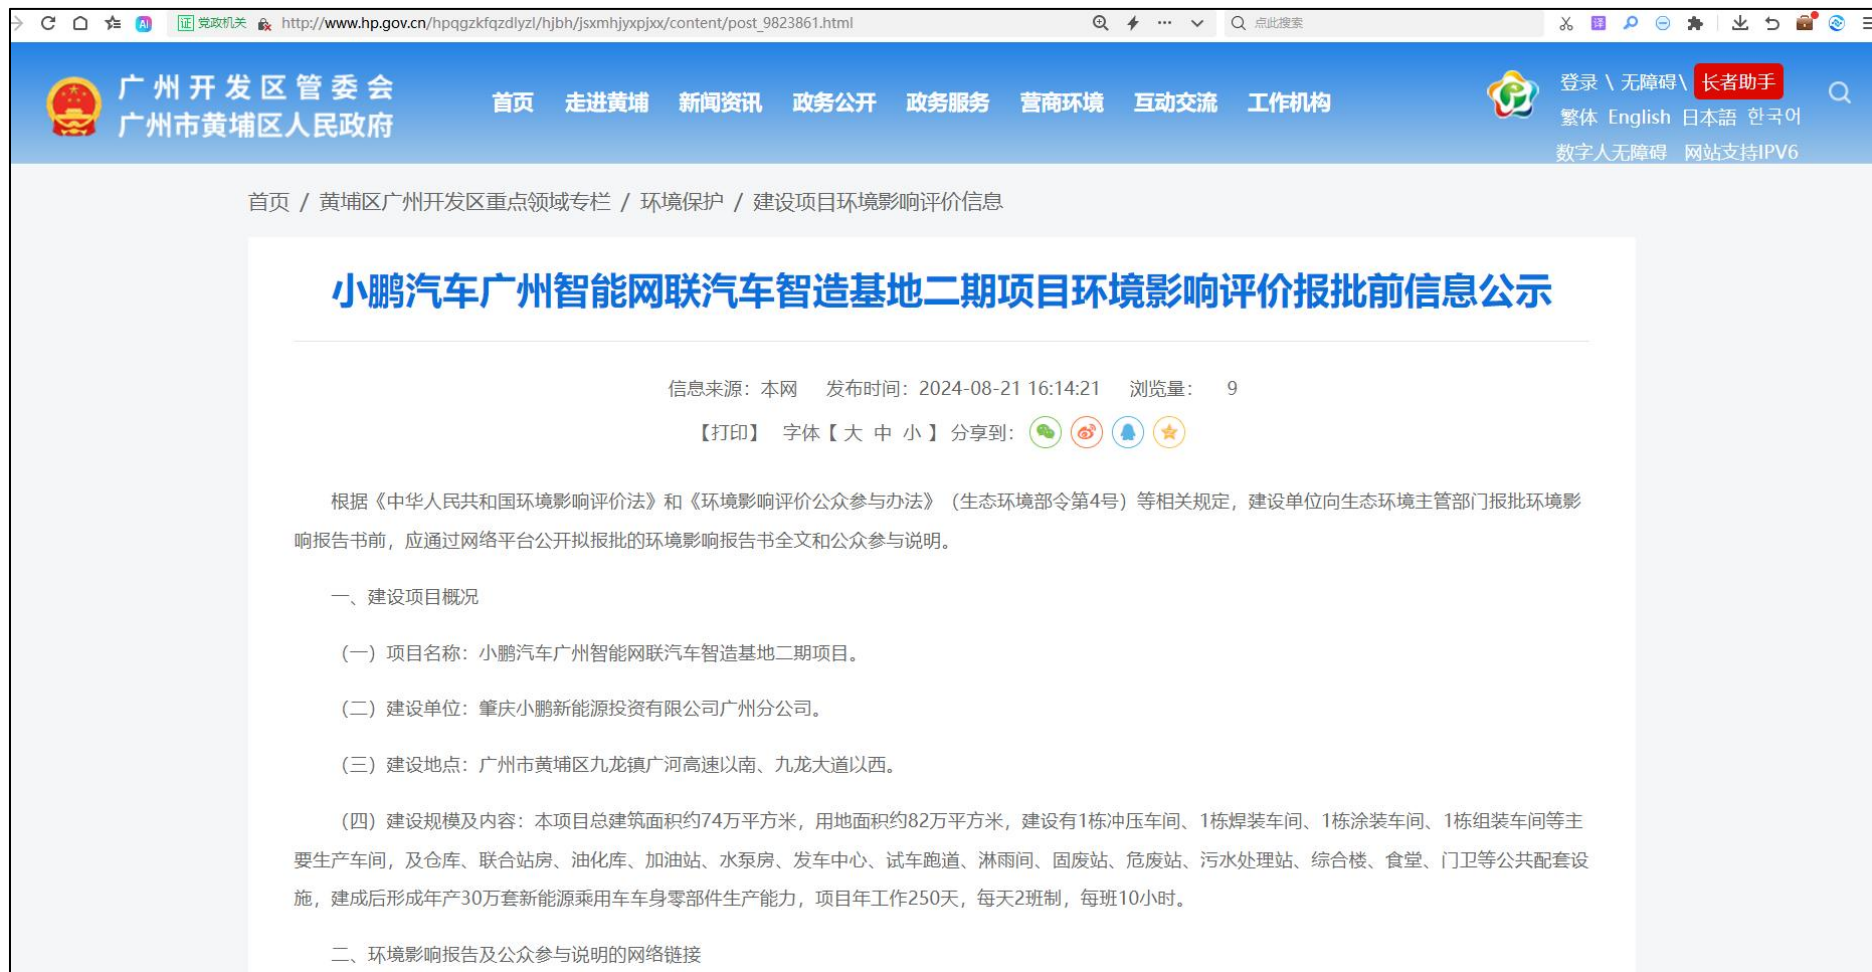 AI 证 党政机关 http://www.hp.gov.cn/hpqgzkfqzdlyzl/hjbh/jsxmhjyxpjxx/content/post_9823861.html 点此搜索
广州开发区管委会
广州市黄埔区人民政府
首页 走进黄埔 新闻资讯 政务公开 政务服务 营商环境 互动交流 工作机构
登录 \ 无障碍\ 长者助手
繁体 English 日本語 한국어
数字人无障碍 网站支持IPV6
首页 / 黄埔区广州开发区重点领域专栏 / 环境保护 / 建设项目环境影响评价信息
小鹏汽车广州智能网联汽车智造基地二期项目环境影响评价报批前信息公示
信息来源：本网 发布时间：2024-08-21 16:14:21 浏览量： 9
【打印】 字体【 大 中 小 】 分享到：
根据《中华人民共和国环境影响评价法》和《环境影响评价公众参与办法》（生态环境部令第4号）等相关规定，建设单位向生态环境主管部门报批环境影
响报告书前，应通过网络平台公开拟报批的环境影响报告书全文和公众参与说明。
一、建设项目概况
（一）项目名称：小鹏汽车广州智能网联汽车智造基地二期项目。
（二）建设单位：肇庆小鹏新能源投资有限公司广州分公司。
（三）建设地点：广州市黄埔区九龙镇广河高速以南、九龙大道以西。
（四）建设规模及内容：本项目总建筑面积约74万平方米，用地面积约82万平方米，建设有1栋冲压车间、1栋焊装车间、1栋涂装车间、1栋组装车间等主
要生产车间，及仓库、联合站房、油化库、加油站、水泵房、发车中心、试车跑道、淋雨间、固废站、危废站、污水处理站、综合楼、食堂、门卫等公共配套设
施，建成后形成年产30万套新能源乘用车车身零部件生产能力，项目年工作250天，每天2班制，每班10小时。
二、环境影响报告及公众参与说明的网络链接